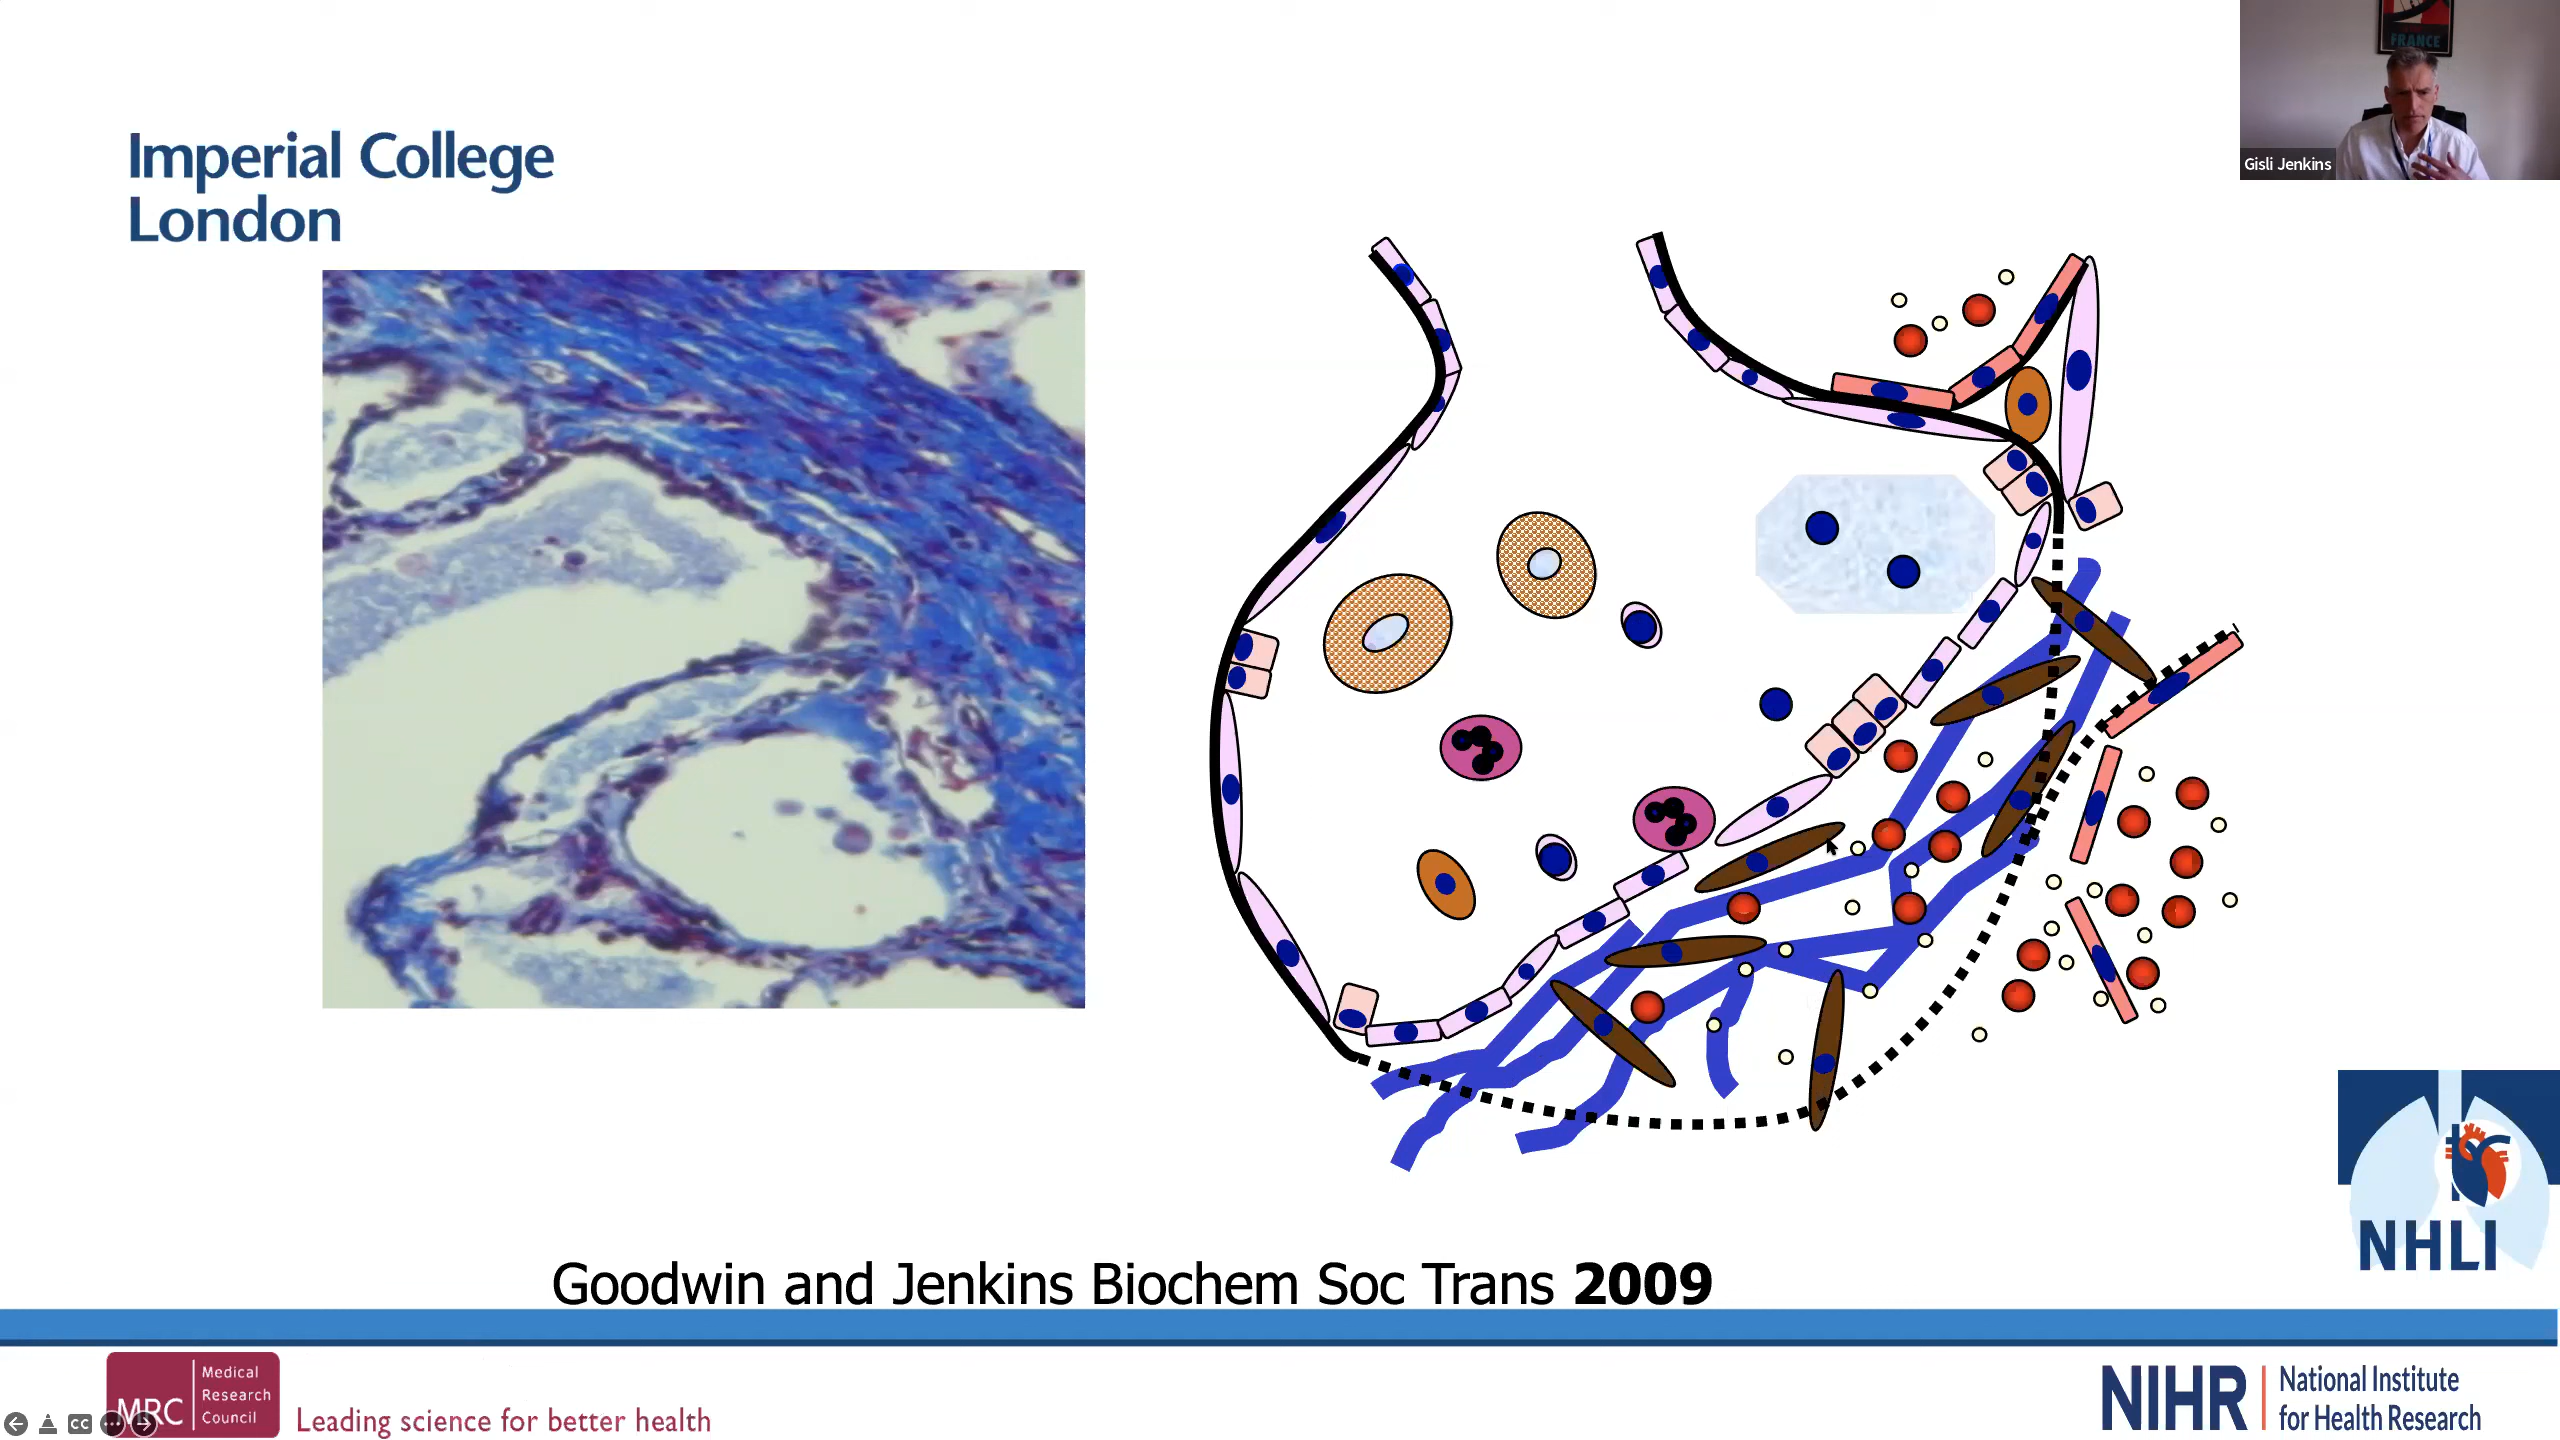 FRANCE
Gisli Jenkins
Imperial College
London
NHLI
Goodwin and Jenkins Biochem Soc Trans 2009
MRC
Medical
Research
Council
Leading science for better health
CC
NIHR
National Institute
for Health Research